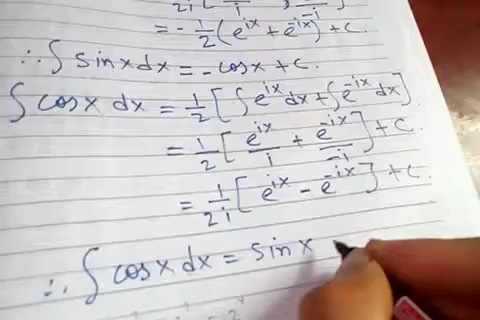 = -1/2 (e^{ix} + e^{-ix}) + c.
∴ ∫ sin x dx = -cos x + c.
∫ cos x dx = 1/2 [∫ e^{ix} dx + ∫ e^{-ix} dx]
= 1/2 [e^{ix}/i + e^{-ix}/-i] + c.
= 1/2i [e^{ix} - e^{-ix}] + c.
∴ ∫ cos x dx = sin x